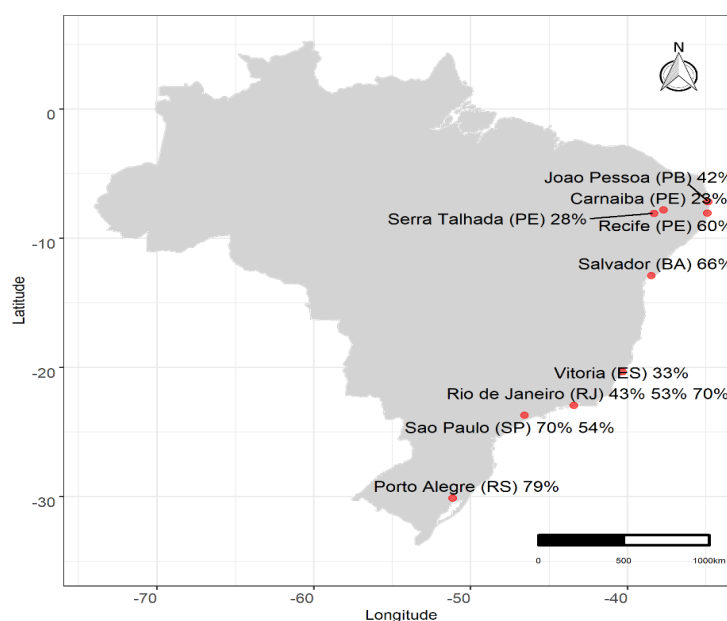 N
0
Joao Pessoa (PB) 42%
Carnaiba (PE) 23%
Serra Talhada (PE) 28%
Recife (PE) 60%
-10
Salvador (BA) 66%
Latitude
-20
Vitoria (ES) 33%
Rio de Janeiro (RJ) 43% 53% 70%
Sao Paulo (SP) 70% 54%
Porto Alegre (RS) 79%
-30
0 500 1000km
-70 -60 -50 -40
Longitude